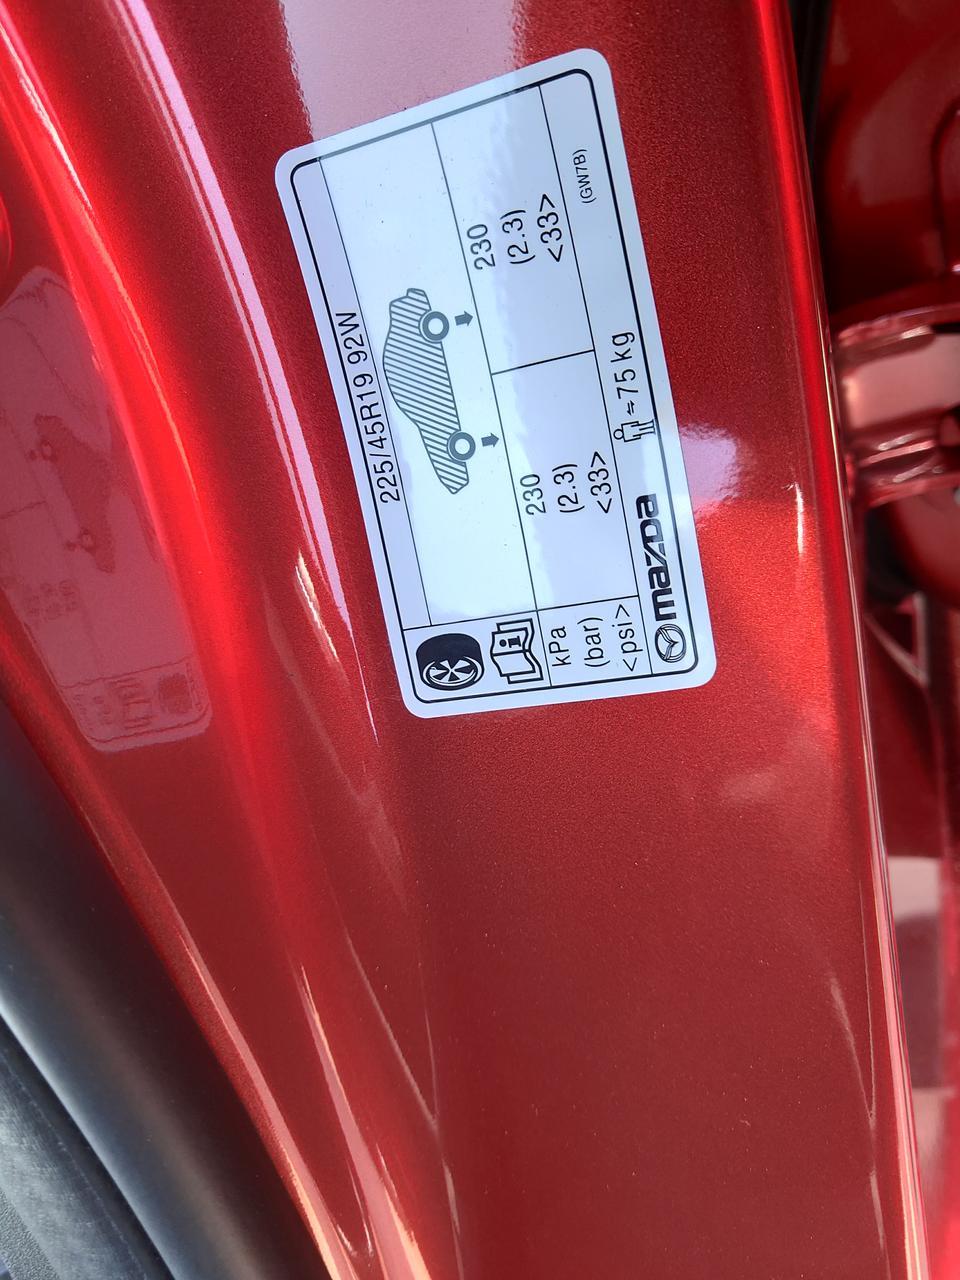 225/45R19 92W
kPa 230 230
(bar) (2.3) (2.3)
<psi> <33> <33>
mazda ≈75 kg (GW7B)